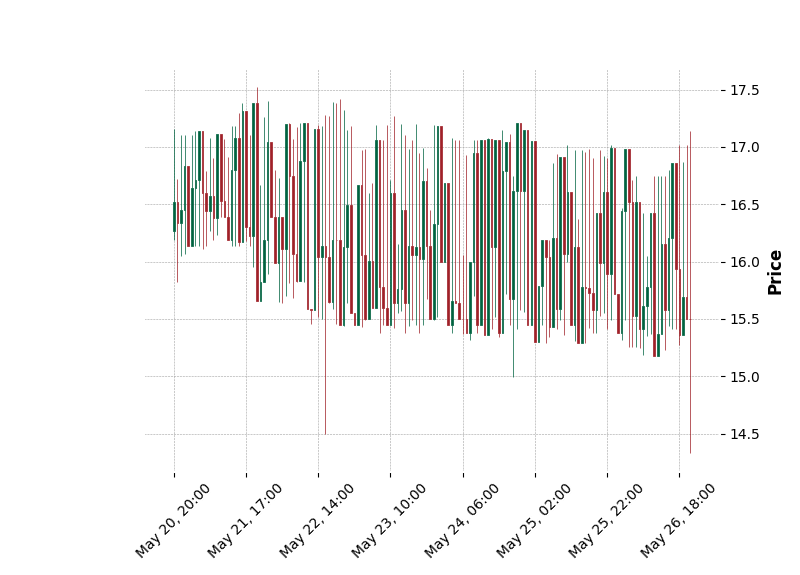 17.5
17.0
16.5
16.0
15.5
15.0
14.5
Price
May 20, 20:00
May 21, 17:00
May 22, 14:00
May 23, 10:00
May 24, 06:00
May 25, 02:00
May 25, 22:00
May 26, 18:00